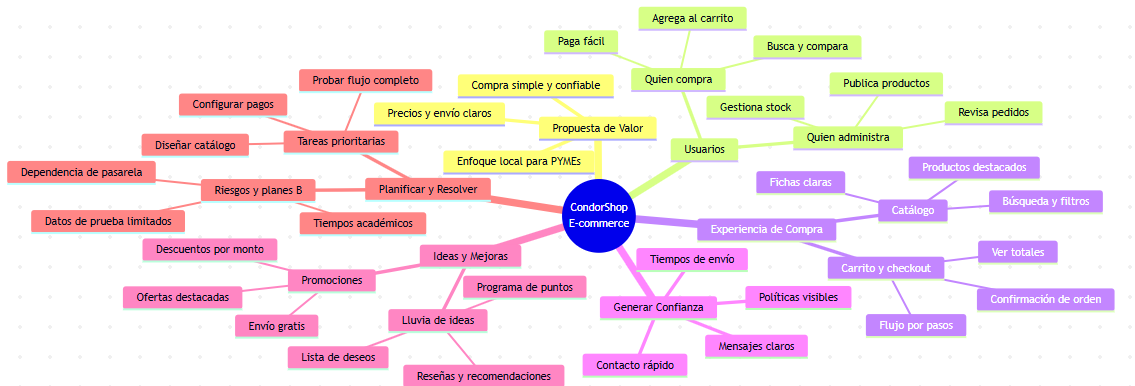 CondorShop
E-commerce
Propuesta de Valor
Compra simple y confiable
Precios y envío claros
Enfoque local para PYMEs
Usuarios
Quien compra
Paga fácil
Agrega al carrito
Busca y compara
Quien administra
Gestiona stock
Publica productos
Revisa pedidos
Experiencia de Compra
Catálogo
Fichas claras
Productos destacados
Búsqueda y filtros
Carrito y checkout
Ver totales
Confirmación de orden
Flujo por pasos
Generar Confianza
Tiempos de envío
Políticas visibles
Mensajes claros
Contacto rápido
Ideas y Mejoras
Promociones
Descuentos por monto
Ofertas destacadas
Envío gratis
Lluvia de ideas
Programa de puntos
Lista de deseos
Reseñas y recomendaciones
Planificar y Resolver
Tareas prioritarias
Probar flujo completo
Configurar pagos
Diseñar catálogo
Riesgos y planes B
Dependencia de pasarela
Datos de prueba limitados
Tiempos académicos